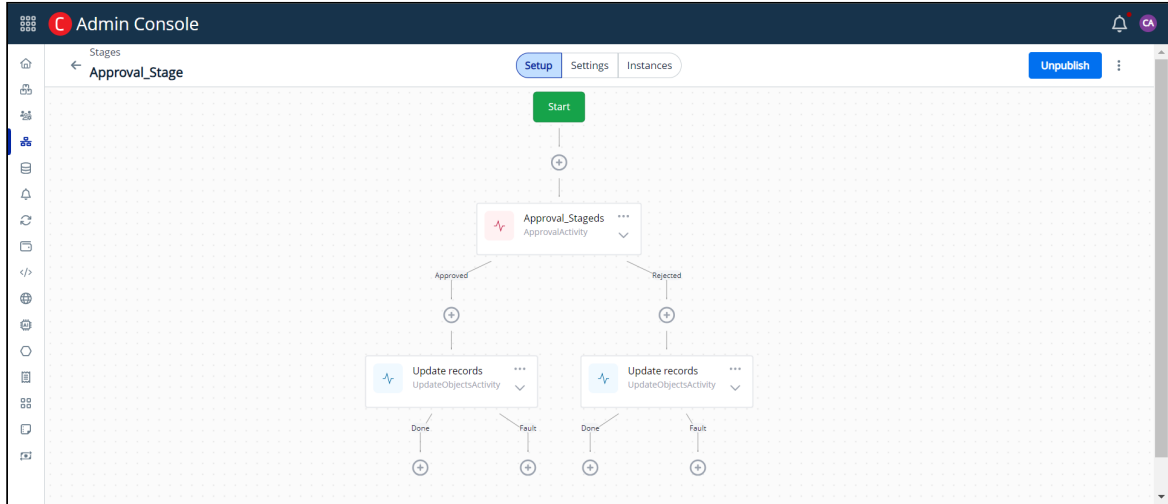 C Admin Console
CA
Stages
Approval_Stage
Setup
Settings
Instances
Unpublish
Start
Approval_Stageds
ApprovalActivity
Approved
Rejected
Update records
UpdateObjectsActivity
Update records
UpdateObjectsActivity
Done
Fault
Done
Fault